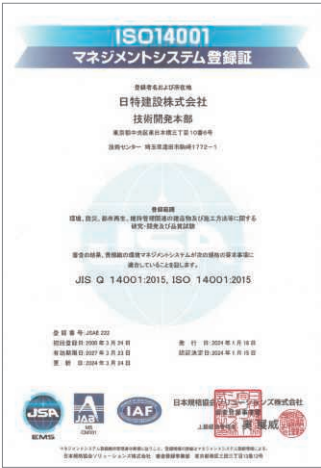 ISO14001
マネジメントシステム登録証
登録者名および所在地
日特建設株式会社
技術開発本部
東京都中央区東日本橋三丁目10番6号
技術センター 埼玉県蓮田市駒崎1772-1
登録範囲
環境、防災、都市再生、維持管理関連の建設物及び施工方法等に関する
研究・開発及び品質試験
審査の結果、貴組織の環境マネジメントシステムが次の規格の要求事項に
適合していることを証します。
JIS Q 14001:2015, ISO 14001:2015
登録番号:JSAE 222
初回登録日:2000年3月24日
有効期限日:2027年3月23日
更新日:2024年3月24日
発行日:2024年1月16日
認証決定日:2024年1月15日
日本規格協会ソリューションズ株式会社
審査登録事業部
JSA
EMS
JAB
MS
CM001
IAF